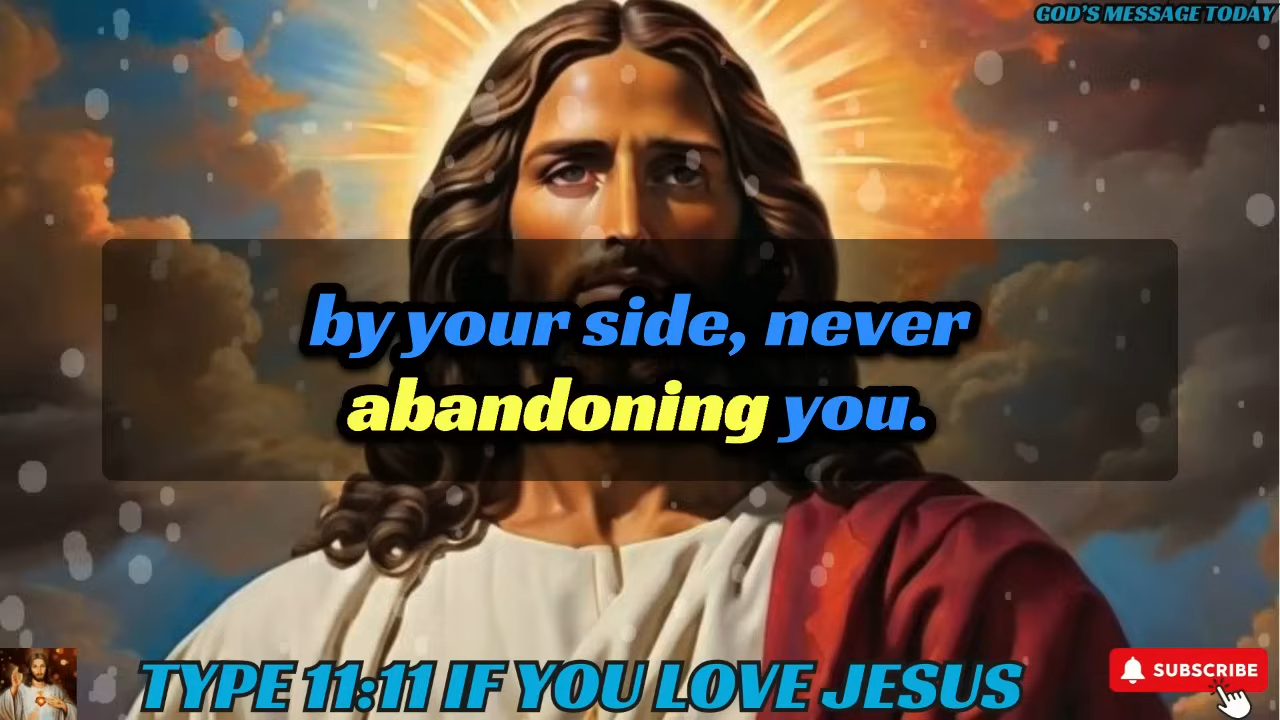 GOD'S MESSAGE TODAY
by your side, never
abandoning you.
TYPE 11:11 IF YOU LOVE JESUS
SUBSCRIBE